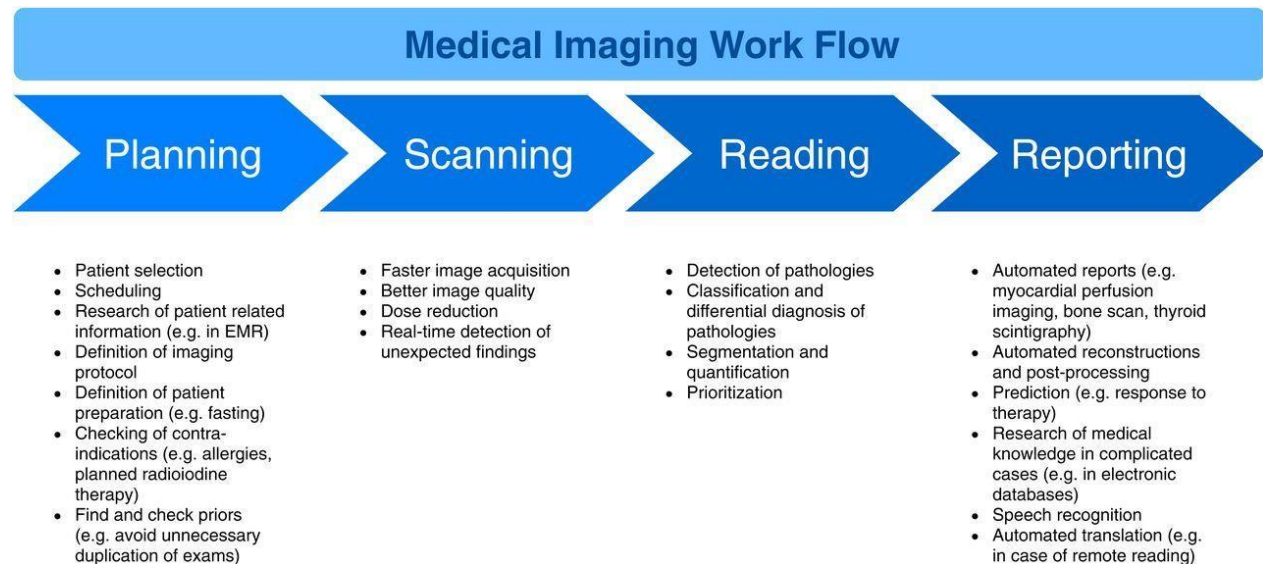 Medical Imaging Work Flow
Planning
Scanning
Reading
Reporting
• Patient selection
• Scheduling
• Research of patient related
information (e.g. in EMR)
• Definition of imaging
protocol
• Definition of patient
preparation (e.g. fasting)
• Checking of contra-
indications (e.g. allergies,
planned radioiodine
therapy)
• Find and check priors
(e.g. avoid unnecessary
duplication of exams)
• Faster image acquisition
• Better image quality
• Dose reduction
• Real-time detection of
unexpected findings
• Detection of pathologies
• Classification and
differential diagnosis of
pathologies
• Segmentation and
quantification
• Prioritization
• Automated reports (e.g.
myocardial perfusion
imaging, bone scan, thyroid
scintigraphy)
• Automated reconstructions
and post-processing
• Prediction (e.g. response to
therapy)
• Research of medical
knowledge in complicated
cases (e.g. in electronic
databases)
• Speech recognition
• Automated translation (e.g.
in case of remote reading)